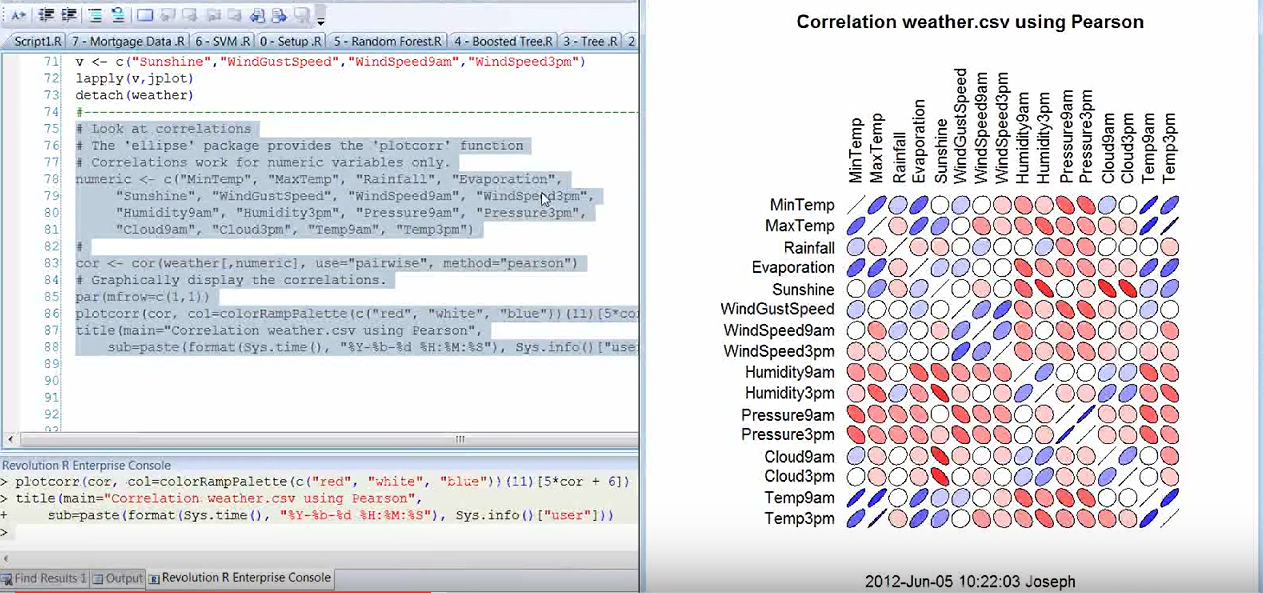 Script1.R 7 - Mortgage Data .R 6 - SVM .R 0 - Setup .R 5 - Random Forest.R 4 - Boosted Tree.R 3 - Tree .R 2
71 v <- c("Sunshine","WindGustSpeed","WindSpeed9am","WindSpeed3pm")
72 lapply(v,jplot)
73 detach(weather)
74 #----------------------------------------------------------------------
75 # Look at correlations
76 # The 'ellipse' package provides the 'plotcorr' function
77 # Correlations work for numeric variables only.
78 numeric <- c("MinTemp", "MaxTemp", "Rainfall", "Evaporation",
79 "Sunshine", "WindGustSpeed", "WindSpeed9am", "WindSpeed3pm",
80 "Humidity9am", "Humidity3pm", "Pressure9am", "Pressure3pm",
81 "Cloud9am", "Cloud3pm", "Temp9am", "Temp3pm")
82 #
83 cor <- cor(weather[,numeric], use="pairwise", method="pearson")
84 # Graphically display the correlations.
85 par(mfrow=c(1,1))
86 plotcorr(cor, col=colorRampPalette(c("red", "white", "blue"))(11)[5*co
87 title(main="Correlation weather.csv using Pearson",
88 sub=paste(format(Sys.time(), "%Y-%b-%d %H:%M:%S"), Sys.info()["use
89
90
91
92
Revolution R Enterprise Console
> plotcorr(cor, col=colorRampPalette(c("red", "white", "blue"))(11)[5*cor + 6])
> title(main="Correlation weather.csv using Pearson",
+ sub=paste(format(Sys.time(), "%Y-%b-%d %H:%M:%S"), Sys.info()["user"]))
>
Find Results 1 Output Revolution R Enterprise Console
Correlation weather.csv using Pearson
MinTemp
MaxTemp
Rainfall
Evaporation
Sunshine
WindGustSpeed
WindSpeed9am
WindSpeed3pm
Humidity9am
Humidity3pm
Pressure9am
Pressure3pm
Cloud9am
Cloud3pm
Temp9am
Temp3pm
MinTemp
MaxTemp
Rainfall
Evaporation
Sunshine
WindGustSpeed
WindSpeed9am
WindSpeed3pm
Humidity9am
Humidity3pm
Pressure9am
Pressure3pm
Cloud9am
Cloud3pm
Temp9am
Temp3pm
2012-Jun-05 10:22:03 Joseph